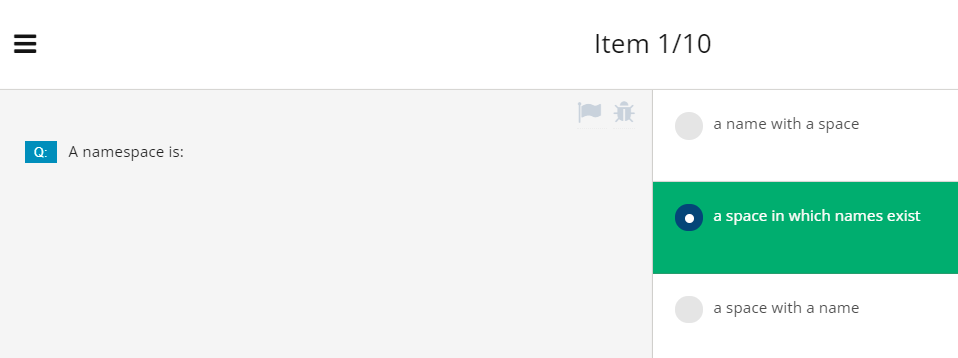 Item 1/10
Q: A namespace is:
a name with a space
a space in which names exist
a space with a name